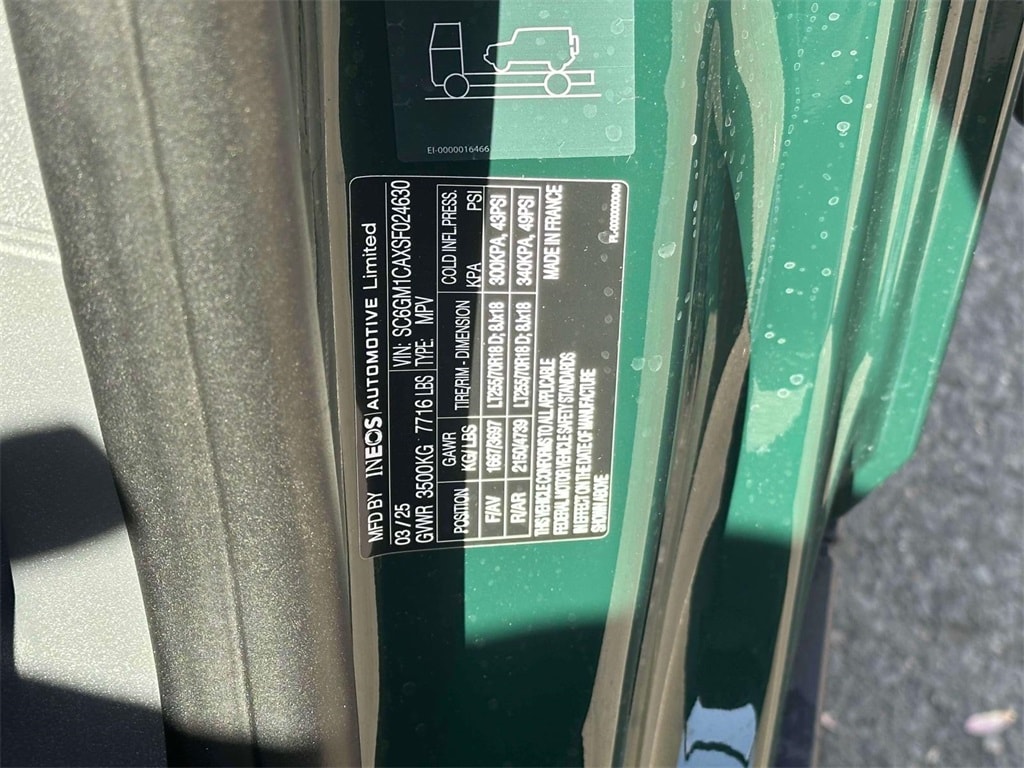 EI-0000016466
MFD BY INEOS AUTOMOTIVE Limited
03 / 25 VIN: SC6GM1CAXSF024630
GVWR 3500KG 7716 LBS TYPE: MPV
POSITION GAWR KG/ LBS TIRE/RIM - DIMENSION COLD INFL.PRESS. KPA PSI
F/AV 1667/3697 LT255/70R18 D; 8Jx18 300KPA, 43PSI
R/AR 2150/4739 LT255/70R18 D; 8Jx18 340KPA, 49PSI
THIS VEHICLE CONFORMS TO ALL APPLICABLE
FEDERAL MOTOR VEHICLE SAFETY STANDARDS
IN EFFECT ON THE DATE OF MANUFACTURE
SHOWN ABOVE
MADE IN FRANCE